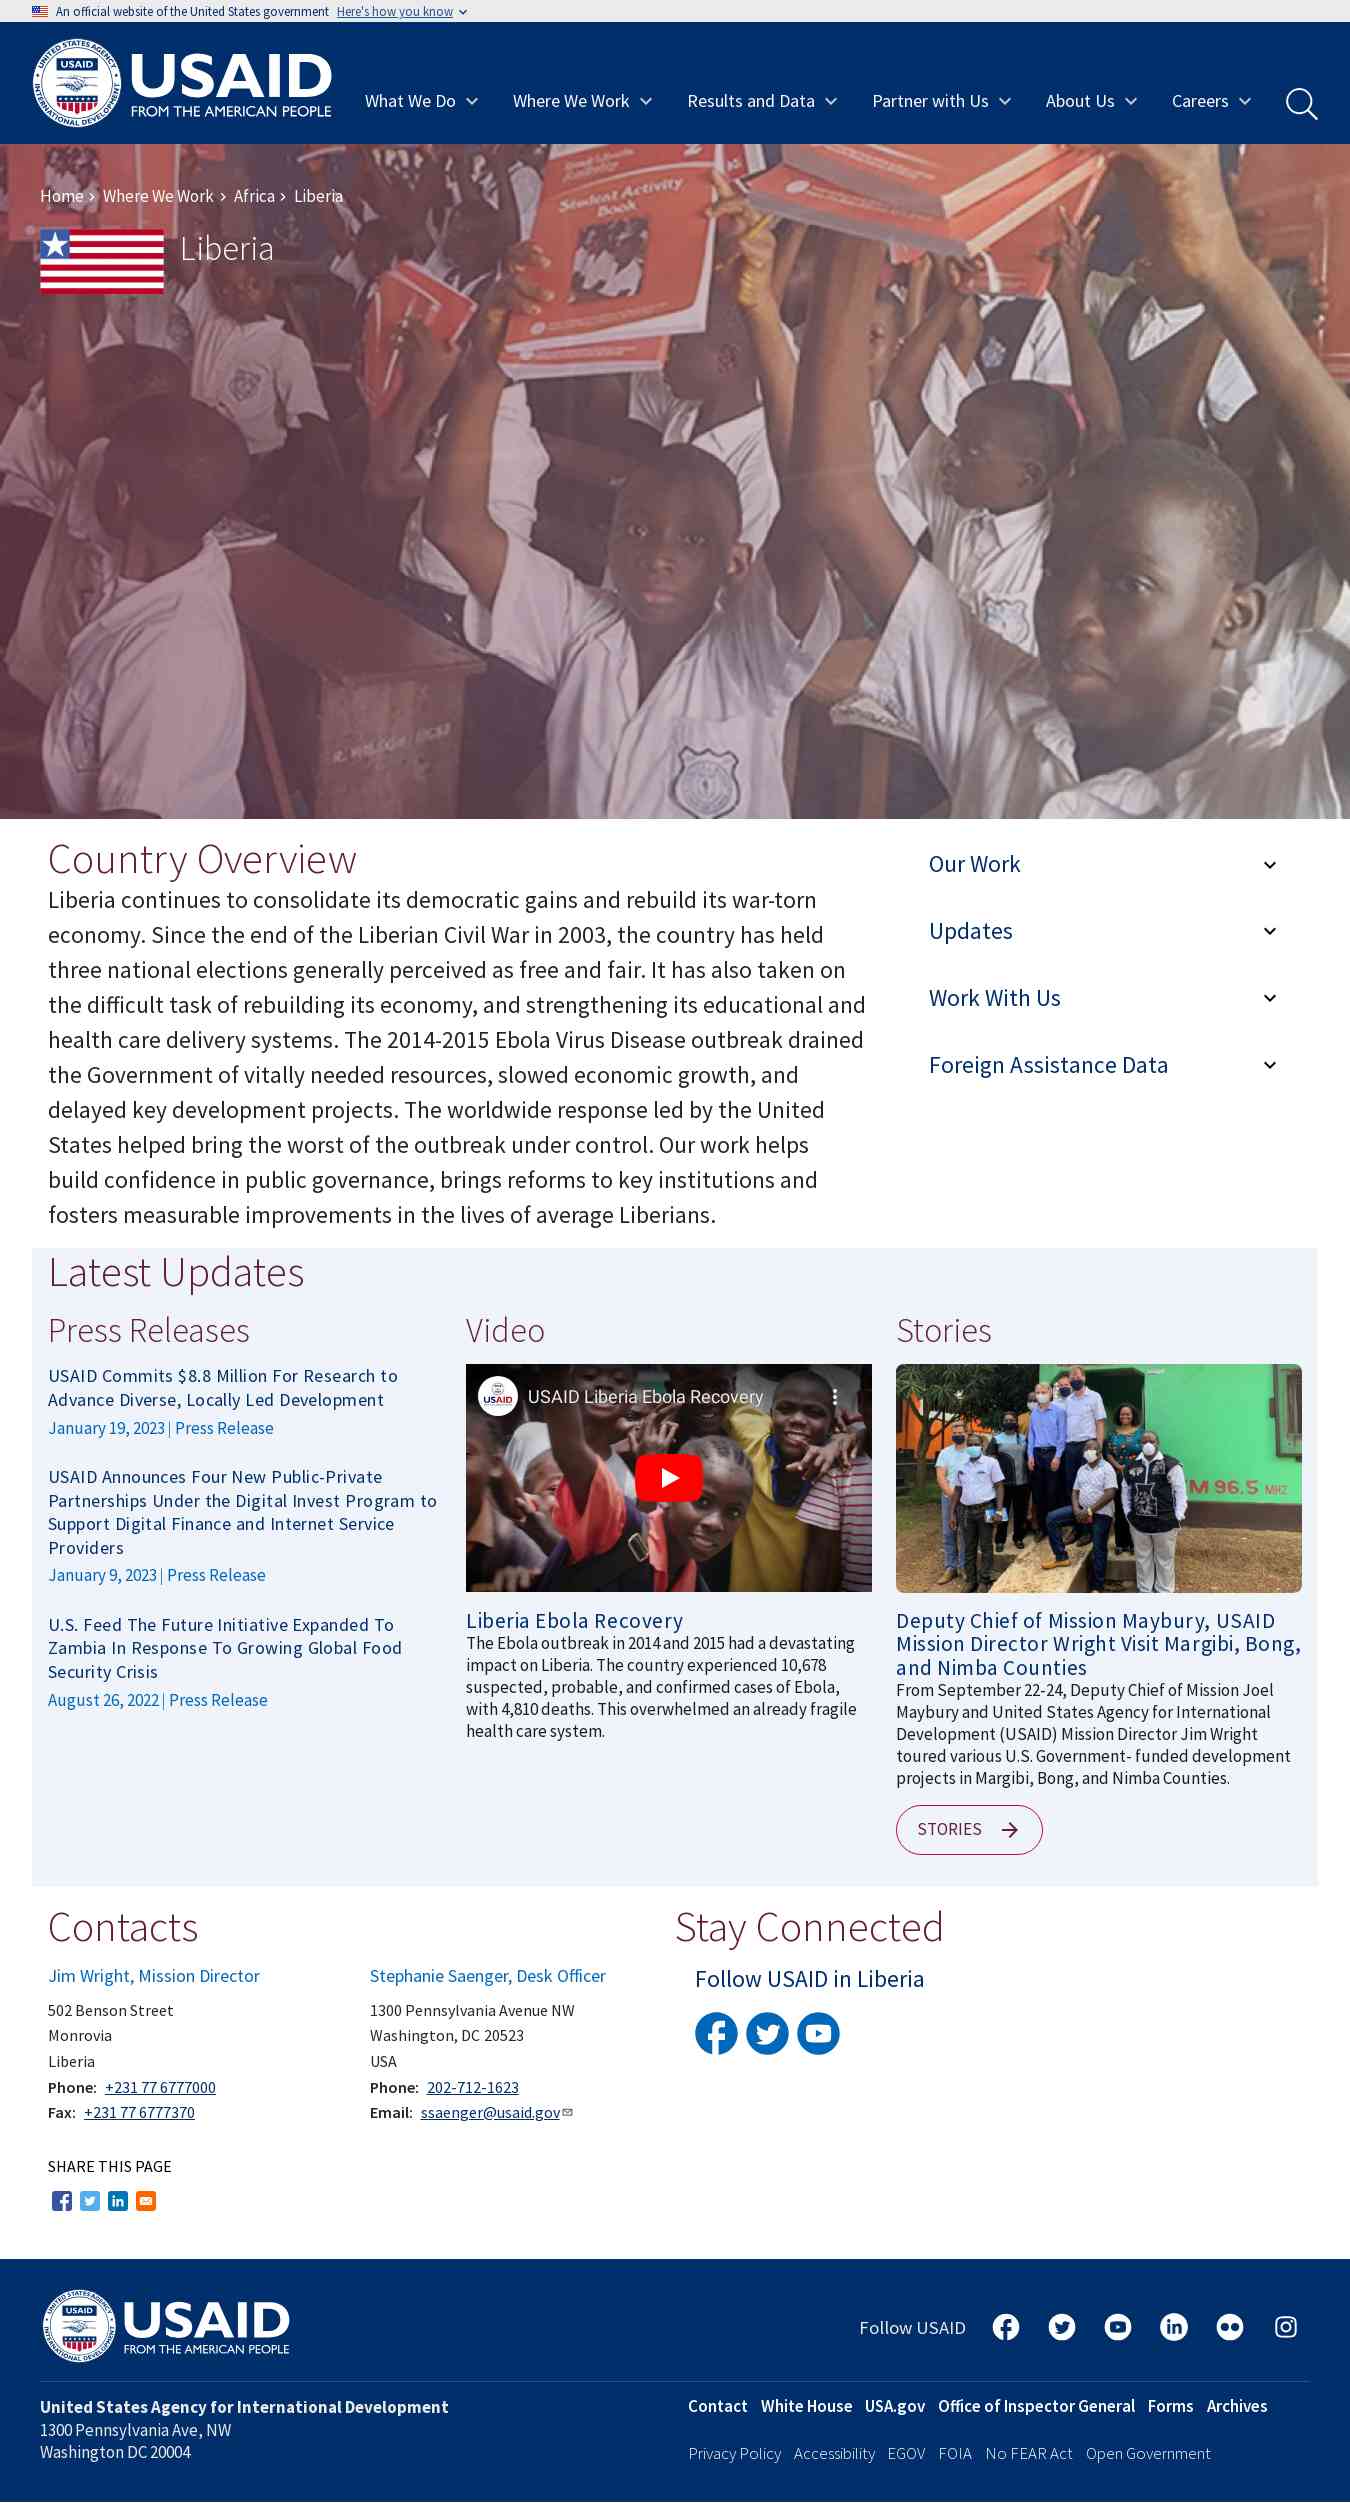 An official website of the United States government Here's how you know
USAID
FROM THE AMERICAN PEOPLE
UNITED STATES AGENCY
INTERNATIONAL DEVELOPMENT
USAID
What We Do
Where We Work
Results and Data
Partner with Us
About Us
Careers
Home
Where We Work
Africa
Liberia
Student Activity
Book
Liberia
Country Overview
Liberia continues to consolidate its democratic gains and rebuild its war-torn
economy. Since the end of the Liberian Civil War in 2003, the country has held
three national elections generally perceived as free and fair. It has also taken on
the difficult task of rebuilding its economy, and strengthening its educational and
health care delivery systems. The 2014-2015 Ebola Virus Disease outbreak drained
the Government of vitally needed resources, slowed economic growth, and
delayed key development projects. The worldwide response led by the United
States helped bring the worst of the outbreak under control. Our work helps
build confidence in public governance, brings reforms to key institutions and
fosters measurable improvements in the lives of average Liberians.
Our Work
Updates
Work With Us
Foreign Assistance Data
Latest Updates
Press Releases
USAID Commits $8.8 Million For Research to
Advance Diverse, Locally Led Development
January 19, 2023 | Press Release
USAID Announces Four New Public-Private
Partnerships Under the Digital Invest Program to
Support Digital Finance and Internet Service
Providers
January 9, 2023 | Press Release
U.S. Feed The Future Initiative Expanded To
Zambia In Response To Growing Global Food
Security Crisis
August 26, 2022 | Press Release
Video
USAID
USAID Liberia Ebola Recovery
Liberia Ebola Recovery
The Ebola outbreak in 2014 and 2015 had a devastating
impact on Liberia. The country experienced 10,678
suspected, probable, and confirmed cases of Ebola,
with 4,810 deaths. This overwhelmed an already fragile
health care system.
Stories
M 96.5 MHZ
Deputy Chief of Mission Maybury, USAID
Mission Director Wright Visit Margibi, Bong,
and Nimba Counties
From September 22-24, Deputy Chief of Mission Joel
Maybury and United States Agency for International
Development (USAID) Mission Director Jim Wright
toured various U.S. Government- funded development
projects in Margibi, Bong, and Nimba Counties.
STORIES
Contacts
Jim Wright, Mission Director
502 Benson Street
Monrovia
Liberia
Phone: +231 77 6777000
Fax: +231 77 6777370
Stephanie Saenger, Desk Officer
1300 Pennsylvania Avenue NW
Washington, DC 20523
USA
Phone: 202-712-1623
Email: ssaenger@usaid.gov
Stay Connected
Follow USAID in Liberia
SHARE THIS PAGE
UNITED STATES AGENCY
INTERNATIONAL DEVELOPMENT
USAID
USAID
FROM THE AMERICAN PEOPLE
Follow USAID
United States Agency for International Development
1300 Pennsylvania Ave, NW
Washington DC 20004
Contact White House USA.gov Office of Inspector General Forms Archives
Privacy Policy Accessibility EGOV FOIA No FEAR Act Open Government